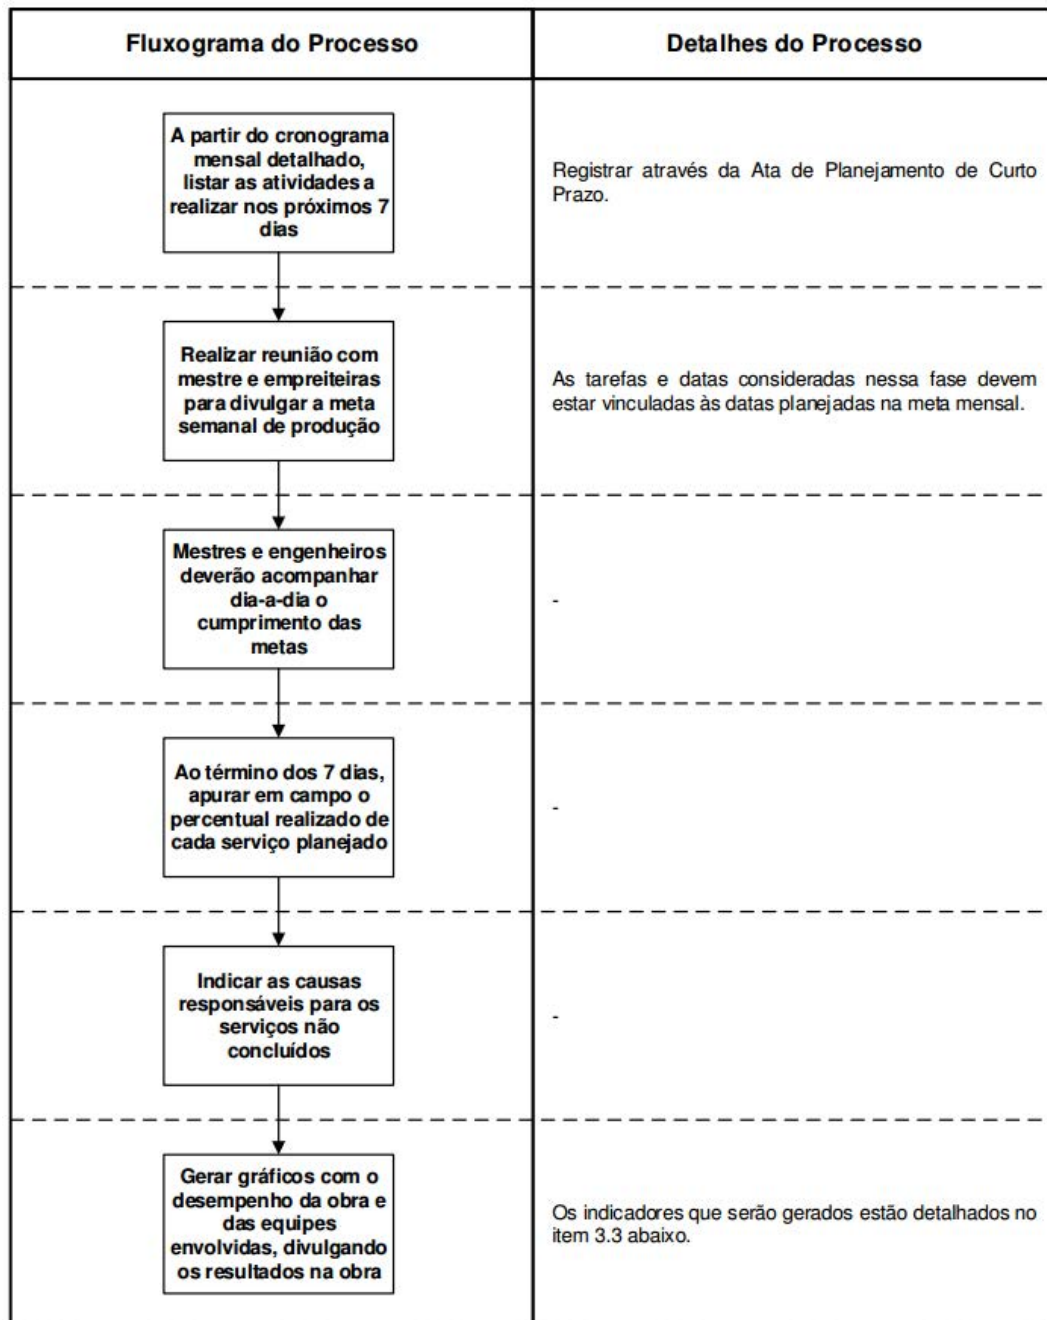 Fluxograma do Processo
Detalhes do Processo
A partir do cronograma
mensal detalhado,
listar as atividades a
realizar nos próximos 7
dias
Registrar através da Ata de Planejamento de Curto
Prazo.
Realizar reunião com
mestre e empreiteiras
para divulgar a meta
semanal de produção
As tarefas e datas consideradas nessa fase devem
estar vinculadas às datas planejadas na meta mensal.
Mestres e engenheiros
deverão acompanhar
dia-a-dia o
cumprimento das
metas
-
Ao término dos 7 dias,
apurar em campo o
percentual realizado de
cada serviço planejado
-
Indicar as causas
responsáveis para os
serviços não
concluídos
-
Gerar gráficos com o
desempenho da obra e
das equipes
envolvidas, divulgando
os resultados na obra
Os indicadores que serão gerados estão detalhados no
item 3.3 abaixo.